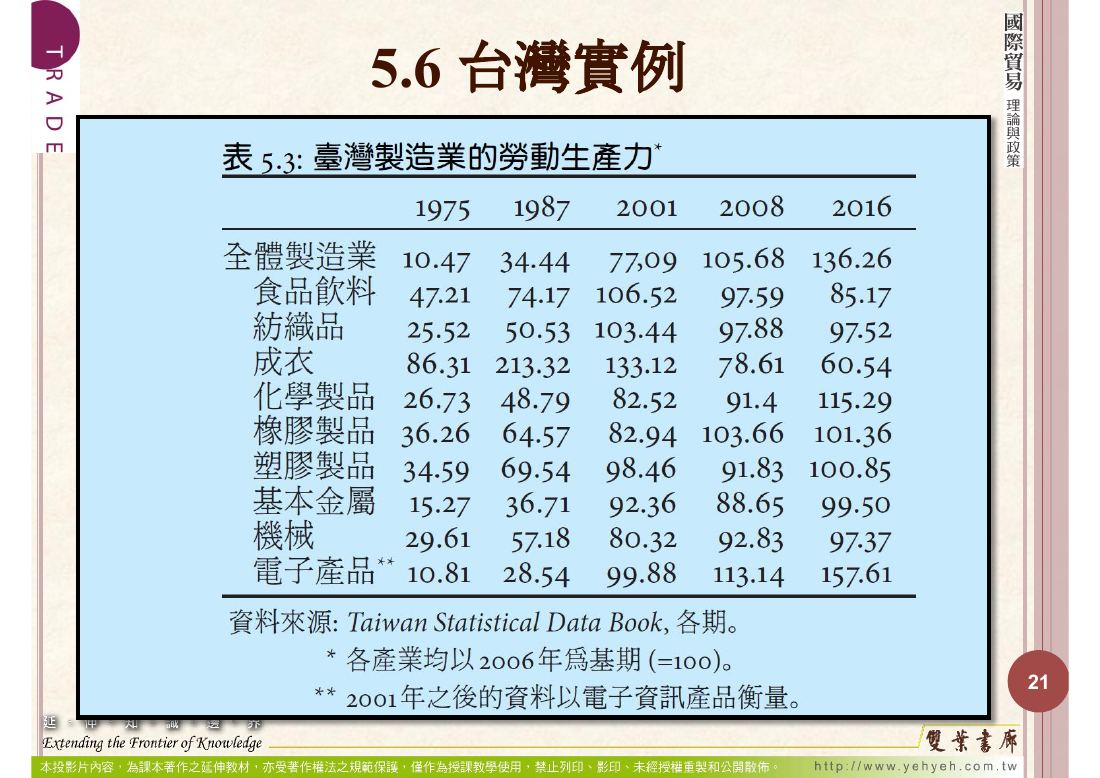 TRADE
5.6 台灣實例
國際貿易 理論與政策
表 5.3: 臺灣製造業的勞動生產力*
1975 1987 2001 2008 2016
全體製造業 10.47 34.44 77,09 105.68 136.26
食品飲料 47.21 74.17 106.52 97.59 85.17
紡織品 25.52 50.53 103.44 97.88 97.52
成衣 86.31 213.32 133.12 78.61 60.54
化學製品 26.73 48.79 82.52 91.4 115.29
橡膠製品 36.26 64.57 82.94 103.66 101.36
塑膠製品 34.59 69.54 98.46 91.83 100.85
基本金屬 15.27 36.71 92.36 88.65 99.50
機械 29.61 57.18 80.32 92.83 97.37
電子產品** 10.81 28.54 99.88 113.14 157.61
資料來源: Taiwan Statistical Data Book, 各期。
* 各產業均以 2006 年爲基期 (=100)。
** 2001 年之後的資料以電子資訊產品衡量。
21
延‧伸‧知‧識‧邊‧界
Extending the Frontier of Knowledge
雙葉書廊
本投影片內容，為課本著作之延伸教材，亦受著作權法之規範保護，僅作為授課教學使用，禁止列印、影印、未經授權重製和公開散佈。 http://www.yehyeh.com.tw